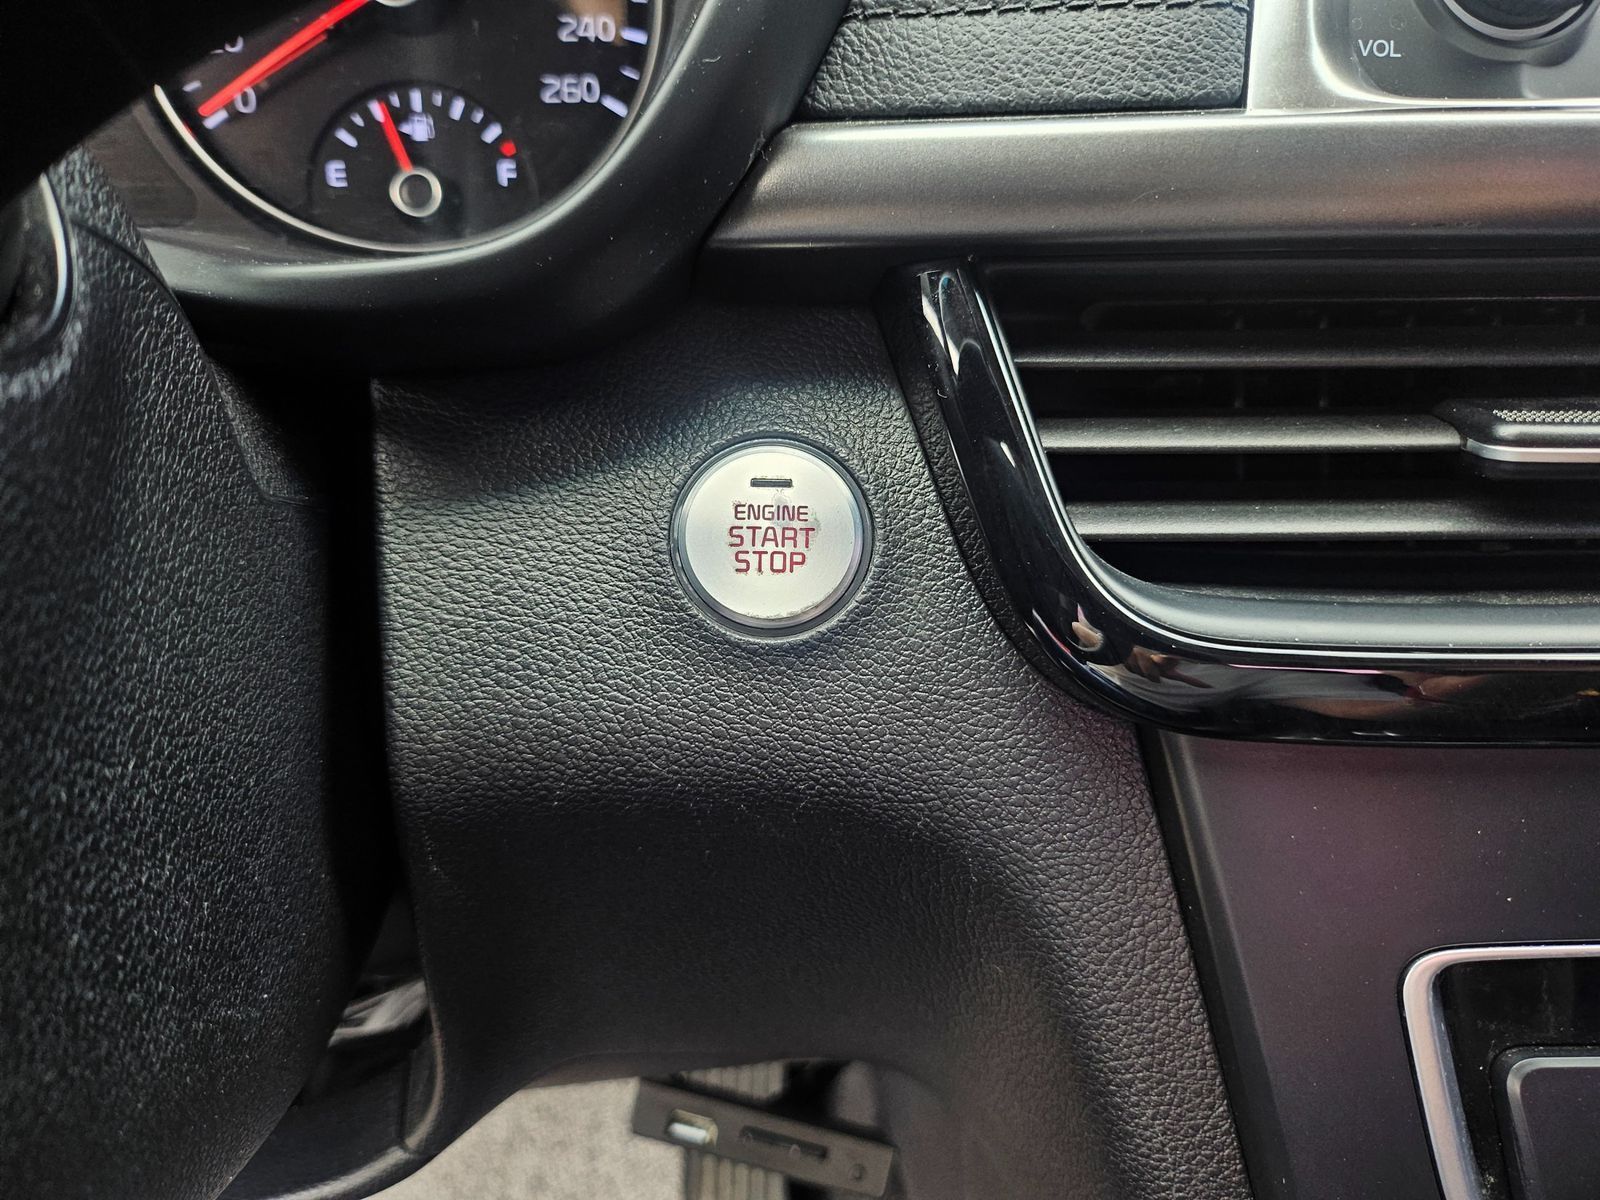 240
260
0
E
F
VOL
ENGINE
START
STOP